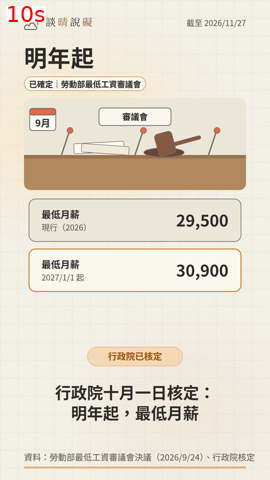 10s
談晴說礙
截至 2026/11/27
明年起
已確定｜勞動部最低工資審議會
9月
審議會
最低月薪
現行（2026）
29,500
最低月薪
2027/1/1 起
30,900
行政院已核定
行政院十月一日核定：
明年起，最低月薪
資料：勞動部最低工資審議會決議（2026/9/24）、行政院核定